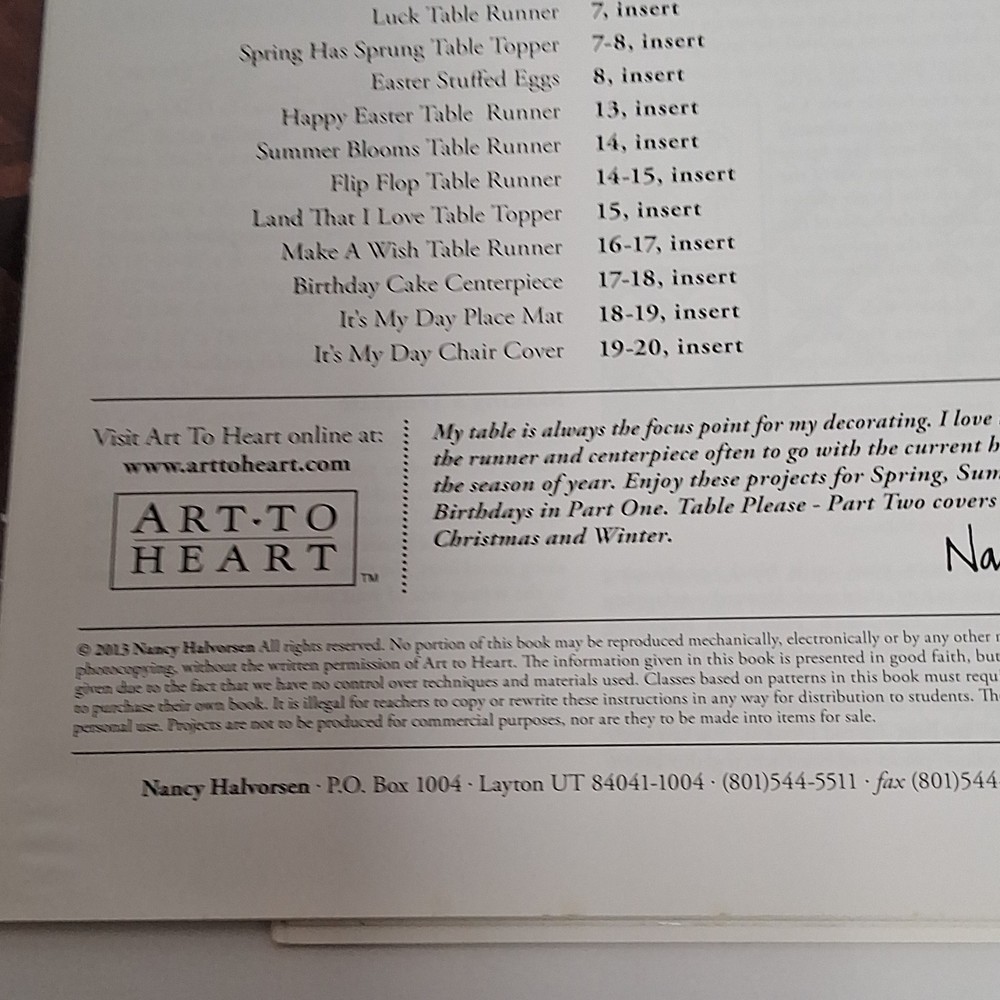 Luck Table Runner 7, insert
Spring Has Sprung Table Topper 7-8, insert
Easter Stuffed Eggs 8, insert
Happy Easter Table Runner 13, insert
Summer Blooms Table Runner 14, insert
Flip Flop Table Runner 14-15, insert
Land That I Love Table Topper 15, insert
Make A Wish Table Runner 16-17, insert
Birthday Cake Centerpiece 17-18, insert
It's My Day Place Mat 18-19, insert
It's My Day Chair Cover 19-20, insert
Visit Art To Heart online at:
www.arttoheart.com
ART·TO
HEART
TM
My table is always the focus point for my decorating. I love
the runner and centerpiece often to go with the current h
the season of year. Enjoy these projects for Spring, Sum
Birthdays in Part One. Table Please - Part Two covers
Christmas and Winter.
Na
© 2013 Nancy Halvorsen All rights reserved. No portion of this book may be reproduced mechanically, electronically or by any other
photocopying, without the written permission of Art to Heart. The information given in this book is presented in good faith, but
given due to the fact that we have no control over techniques and materials used. Classes based on patterns in this book must requ
to purchase their own book. It is illegal for teachers to copy or rewrite these instructions in any way for distribution to students. Th
personal use. Projects are not to be produced for commercial purposes, nor are they to be made into items for sale.
Nancy Halvorsen · P.O. Box 1004 · Layton UT 84041-1004 · (801)544-5511 · fax (801)544-